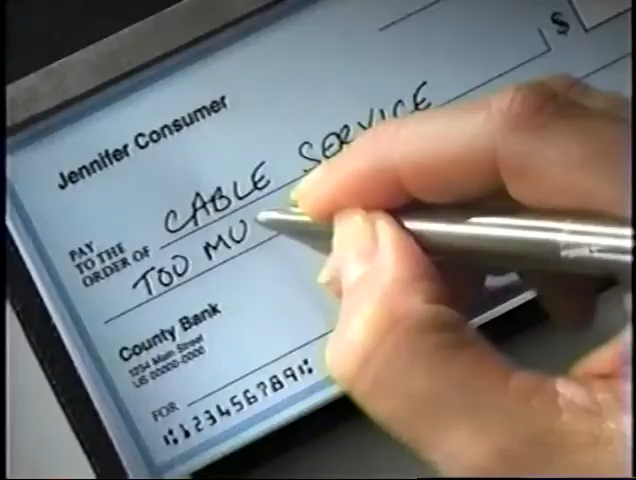 $
Jennifer Consumer
PAY
TO THE
ORDER OF
CABLE SERVICE
TOO MU
County Bank
1234 Main Street
US 00000-0000
FOR
⑆1234567891⑆